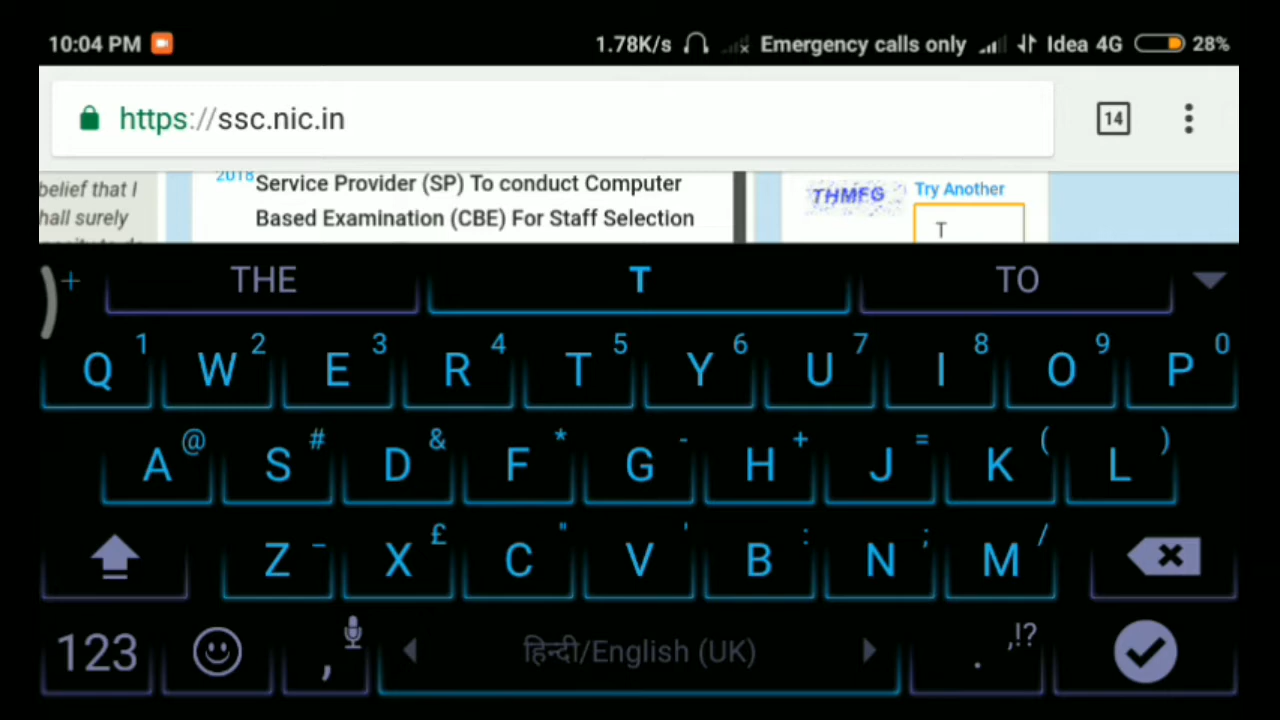 10:04 PM 1.78K/s Emergency calls only Idea 4G 28%
https://ssc.nic.in 14
belief that I
hall surely
2018 Service Provider (SP) To conduct Computer
Based Examination (CBE) For Staff Selection
THMFG Try Another
T
THE T TO
Q 1 W 2 E 3 R 4 T 5 Y 6 U 7 I 8 O 9 P 0
A @ S # D & F * G - H + J = K ( L )
Z _ X £ C " V ' B : N ; M /
123 , हिन्दी/English (UK) . ,!?